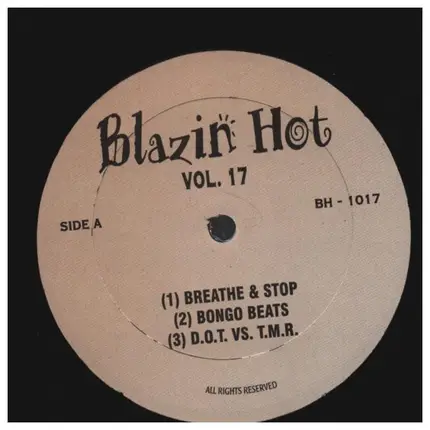 Blazin Hot
VOL. 17
SIDE A
BH - 1017
(1) BREATHE & STOP
(2) BONGO BEATS
(3) D.O.T. VS. T.M.R.
ALL RIGHTS RESERVED